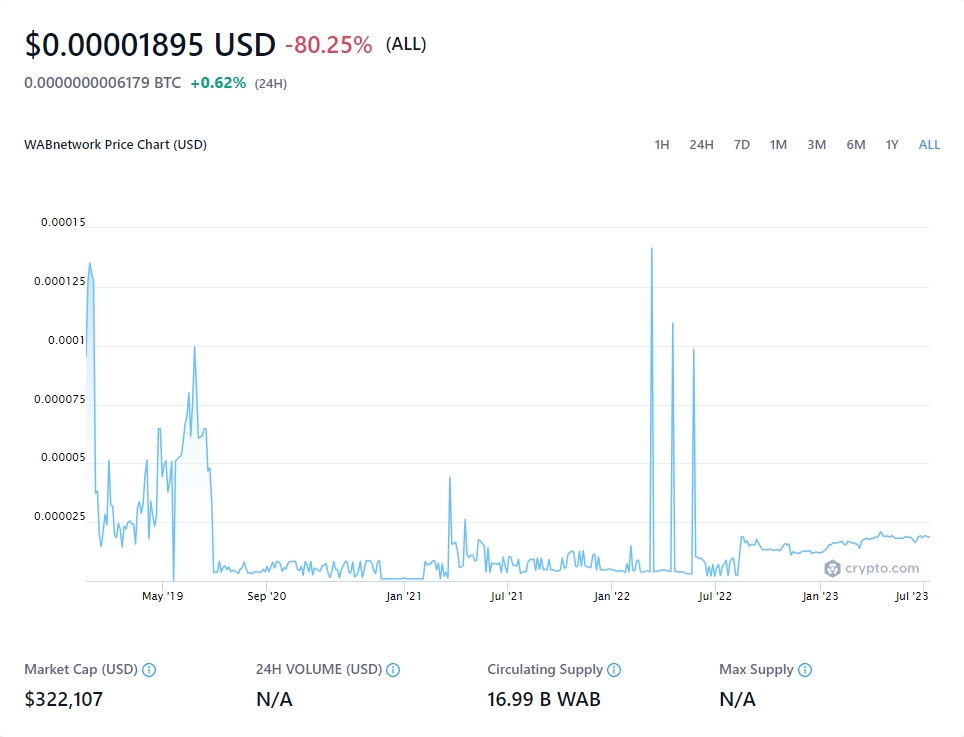 $0.00001895 USD -80.25% (ALL)
0.0000000006179 BTC +0.62% (24H)
WABnetwork Price Chart (USD) 1H 24H 7D 1M 3M 6M 1Y ALL
0.00015
0.000125
0.0001
0.000075
0.00005
0.000025
crypto.com
May '19 Sep '20 Jan '21 Jul '21 Jan '22 Jul '22 Jan '23 Jul '23
Market Cap (USD) 24H VOLUME (USD) Circulating Supply Max Supply
$322,107 N/A 16.99 B WAB N/A